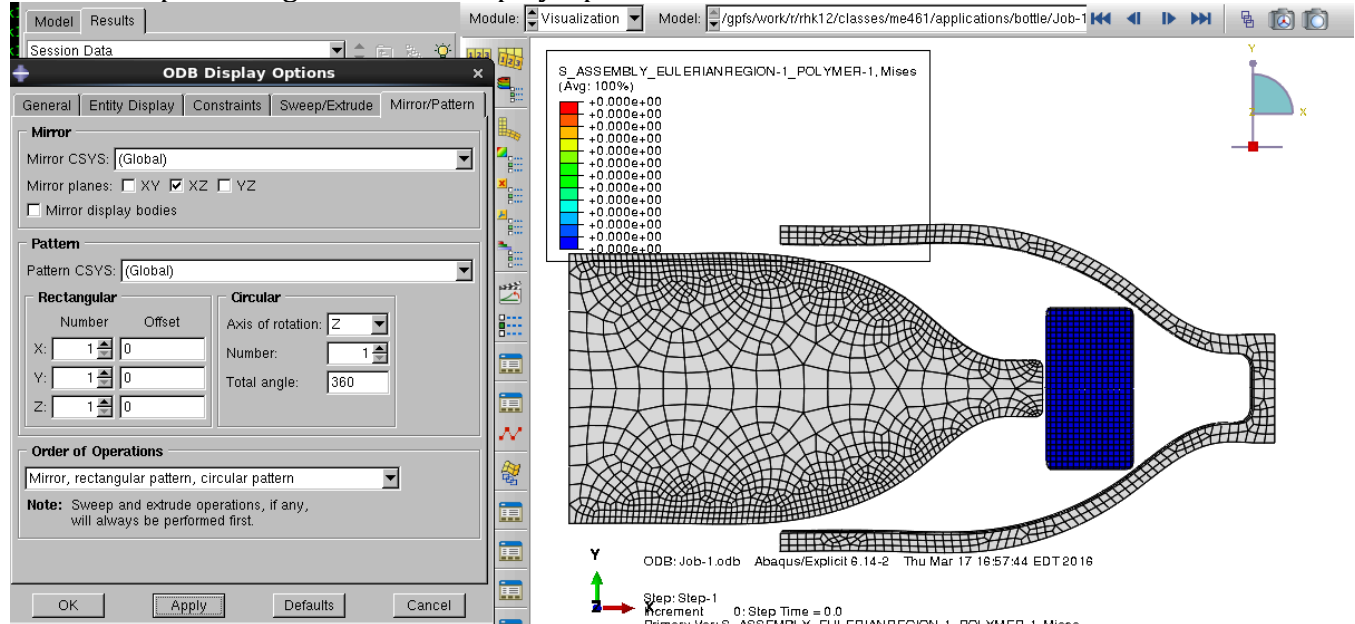 Model Results
Module: Visualization Model: /gpfs/work/r/rhk12/classes/me461/applications/bottle/Job-1
Session Data
ODB Display Options
General Entity Display Constraints Sweep/Extrude Mirror/Pattern
Mirror
Mirror CSYS: (Global)
Mirror planes: XY XZ YZ
Mirror display bodies
Pattern
Pattern CSYS: (Global)
Rectangular
Number Offset
X: 1 0
Y: 1 0
Z: 1 0
Circular
Axis of rotation: Z
Number: 1
Total angle: 360
Order of Operations
Mirror, rectangular pattern, circular pattern
Note: Sweep and extrude operations, if any,
will always be performed first.
OK Apply Defaults Cancel
S_ASSEMBLY_EULERIANREGION-1_POLYMER-1, Mises
(Avg: 100%)
+0.000e+00
+0.000e+00
+0.000e+00
+0.000e+00
+0.000e+00
+0.000e+00
+0.000e+00
+0.000e+00
+0.000e+00
+0.000e+00
+0.000e+00
+0.000e+00
+0.000e+00
Y
Z X
Y
Z X
ODB: Job-1.odb Abaqus/Explicit 6.14-2 Thu Mar 17 16:57:44 EDT 2016
Step: Step-1
Increment 0: Step Time = 0.0
Primary Var: S_ASSEMBLY_EULERIANREGION-1_POLYMER-1, Mises